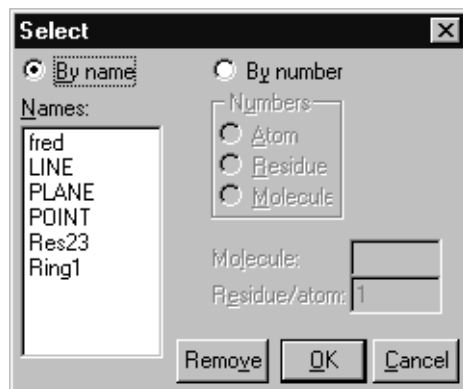 Select
By name
By number
Names:
fred
LINE
PLANE
POINT
Res23
Ring1
Numbers
Atom
Residue
Molecule
Molecule:
Residue/atom: 1
Remove OK Cancel